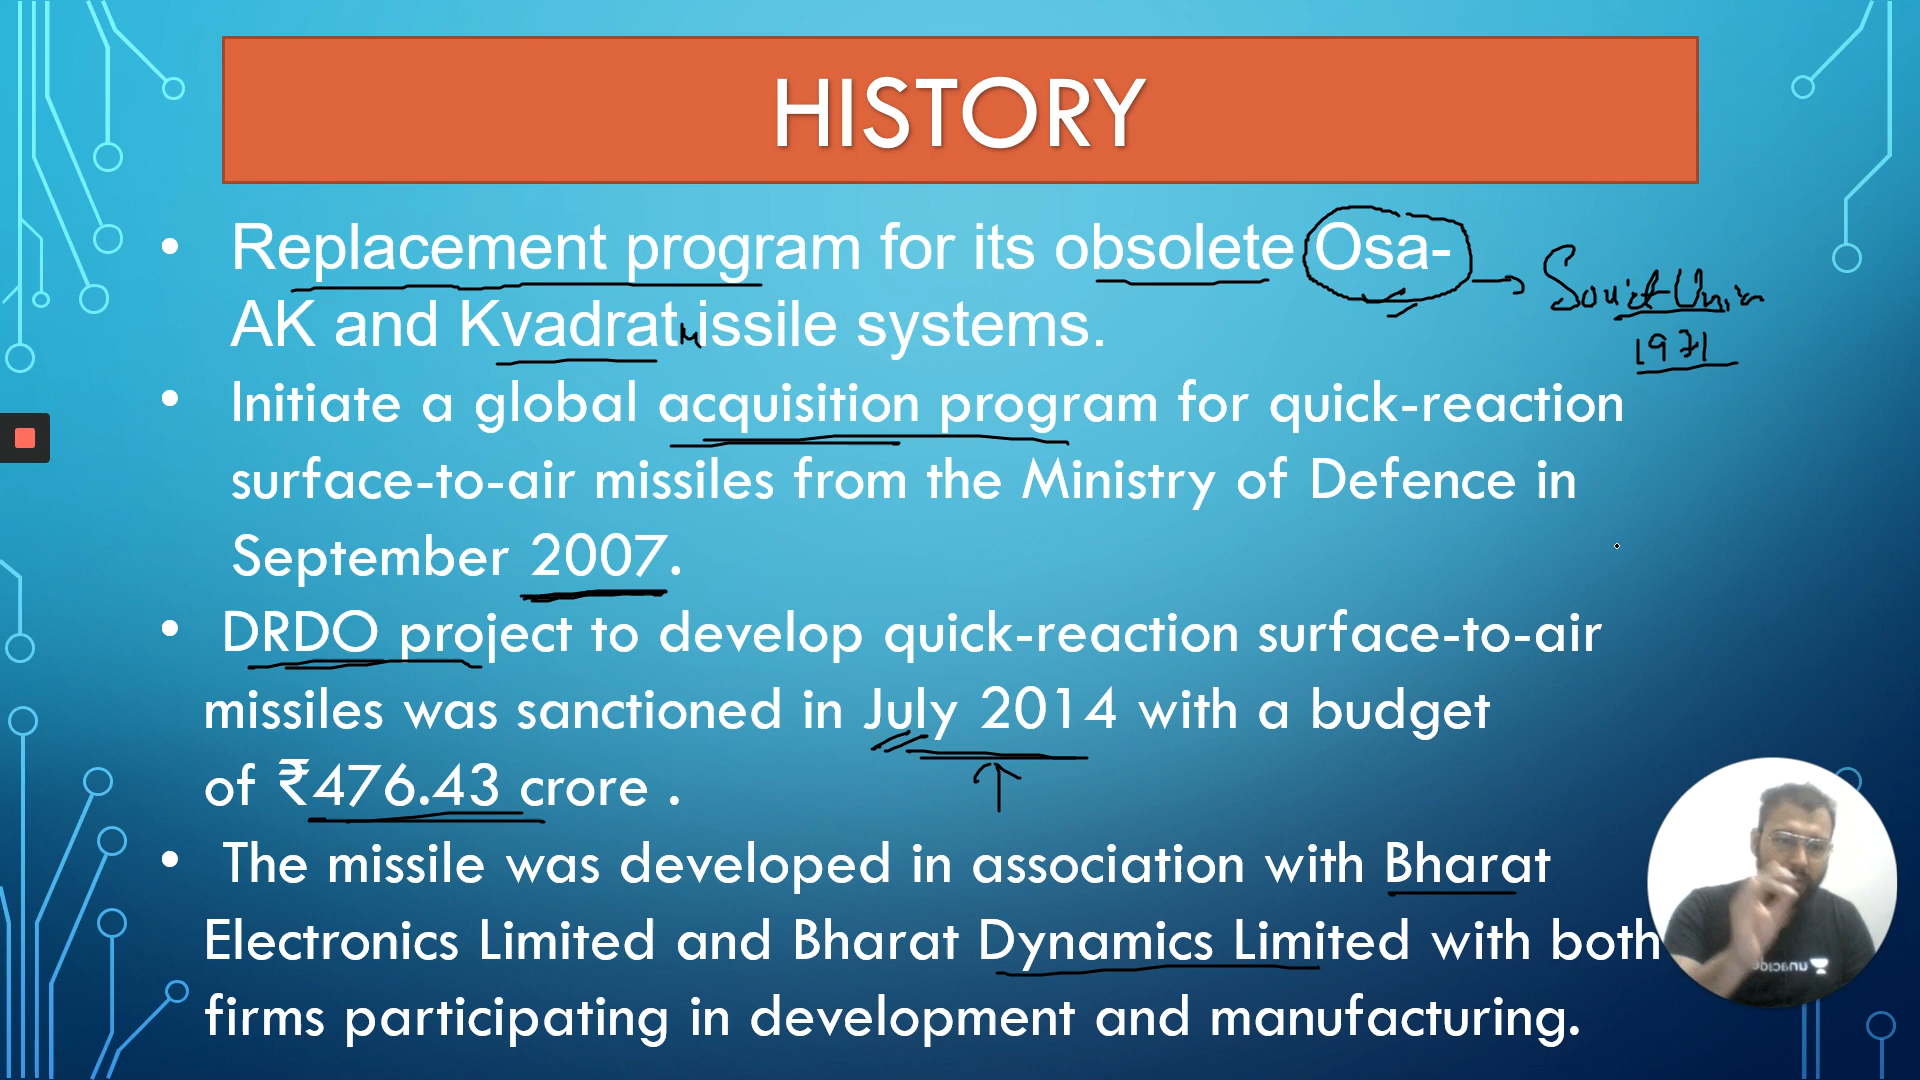 HISTORY
• Replacement program for its obsolete Osa-
AK and Kvadrat missile systems.
Soviet Union
1971
• Initiate a global acquisition program for quick-reaction
surface-to-air missiles from the Ministry of Defence in
September 2007.
• DRDO project to develop quick-reaction surface-to-air
missiles was sanctioned in July 2014 with a budget
of ₹476.43 crore .
• The missile was developed in association with Bharat
Electronics Limited and Bharat Dynamics Limited with both
firms participating in development and manufacturing.